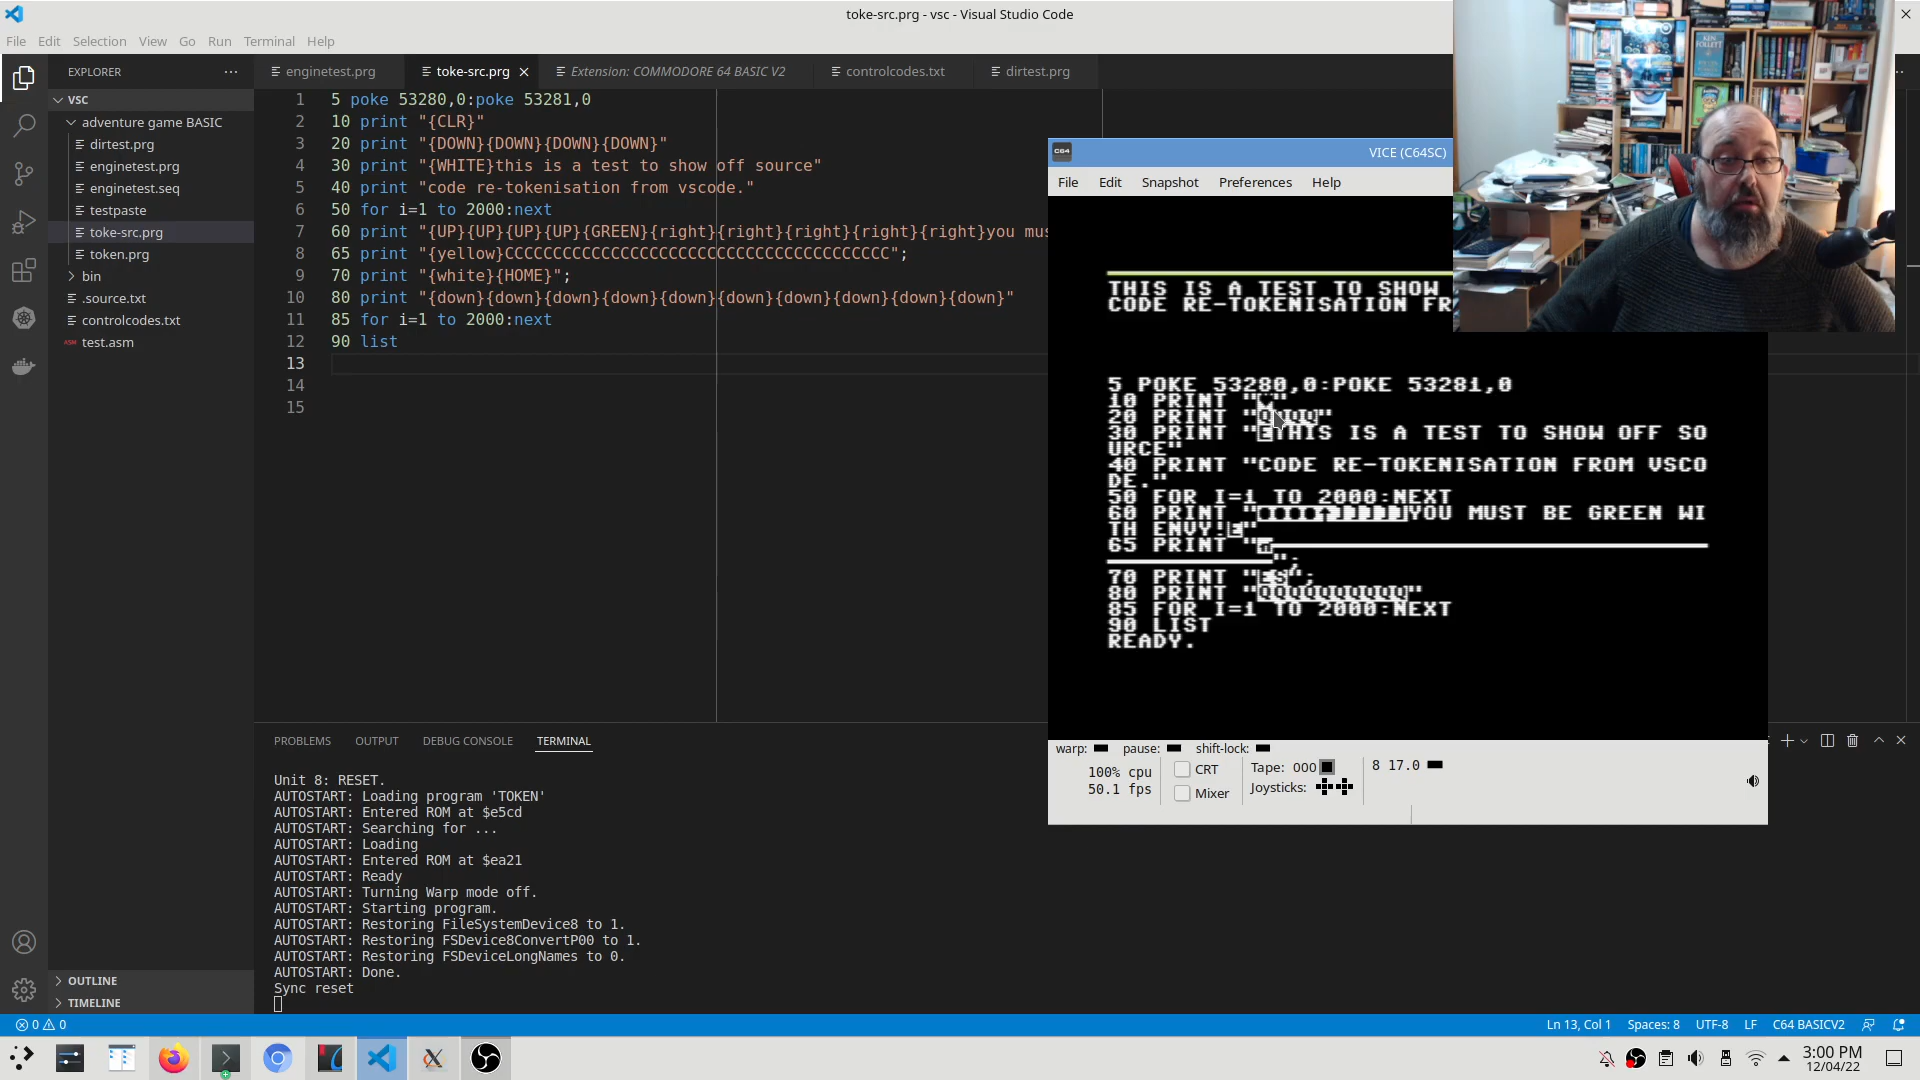 toke-src.prg - vsc - Visual Studio Code
File Edit Selection View Go Run Terminal Help
EXPLORER
VSC
adventure game BASIC
dirtest.prg
enginetest.prg
enginetest.seq
testpaste
toke-src.prg
token.prg
bin
.source.txt
controlcodes.txt
ASM test.asm
OUTLINE
TIMELINE
enginetest.prg toke-src.prg Extension: COMMODORE 64 BASIC V2 controlcodes.txt dirtest.prg
1 5 poke 53280,0:poke 53281,0
2 10 print "{CLR}"
3 20 print "{DOWN}{DOWN}{DOWN}{DOWN}"
4 30 print "{WHITE}this is a test to show off source"
5 40 print "code re-tokenisation from vscode."
6 50 for i=1 to 2000:next
7 60 print "{UP}{UP}{UP}{UP}{GREEN}{right}{right}{right}{right}{right}you mus
8 65 print "{yellow}CCCCCCCCCCCCCCCCCCCCCCCCCCCCCCCCCCCCCCCC";
9 70 print "{white}{HOME}";
10 80 print "{down}{down}{down}{down}{down}{down}{down}{down}{down}{down}"
11 85 for i=1 to 2000:next
12 90 list
13
14
15
PROBLEMS OUTPUT DEBUG CONSOLE TERMINAL
Unit 8: RESET.
AUTOSTART: Loading program 'TOKEN'
AUTOSTART: Entered ROM at $e5cd
AUTOSTART: Searching for ...
AUTOSTART: Loading
AUTOSTART: Entered ROM at $ea21
AUTOSTART: Ready
AUTOSTART: Turning Warp mode off.
AUTOSTART: Starting program.
AUTOSTART: Restoring FileSystemDevice8 to 1.
AUTOSTART: Restoring FSDevice8ConvertP00 to 1.
AUTOSTART: Restoring FSDeviceLongNames to 0.
AUTOSTART: Done.
Sync reset
C64 VICE (C64SC)
File Edit Snapshot Preferences Help
THIS IS A TEST TO SHOW
CODE RE-TOKENISATION FR
5 POKE 53280,0:POKE 53281,0
10 PRINT "
20 PRINT "QQQQ"
30 PRINT "ETHIS IS A TEST TO SHOW OFF SO
URCE"
40 PRINT "CODE RE-TOKENISATION FROM VSCO
DE."
50 FOR I=1 TO 2000:NEXT
60 PRINT "YOU MUST BE GREEN WI
TH ENVY!E"
65 PRINT "
";
70 PRINT "ES";
80 PRINT "QQQQQQQQQQ"
85 FOR I=1 TO 2000:NEXT
90 LIST
READY.
warp: pause: shift-lock:
100% cpu
50.1 fps
CRT
Mixer
Tape: 000
Joysticks:
8 17.0
KEN FOLLETT
0 0
Ln 13, Col 1 Spaces: 8 UTF-8 LF C64 BASICV2
3:00 PM
12/04/22